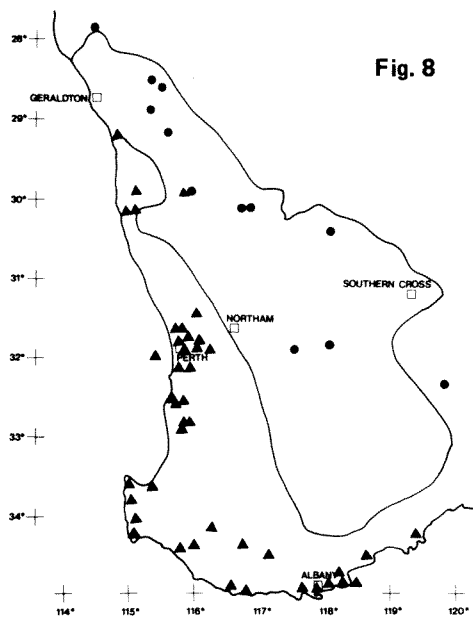 Fig. 8
28°
GERALDTON
29°
30°
31°
SOUTHERN CROSS
NORTHAM
32°
PERTH
33°
34°
ALBANY
114° 115° 116° 117° 118° 119° 120°